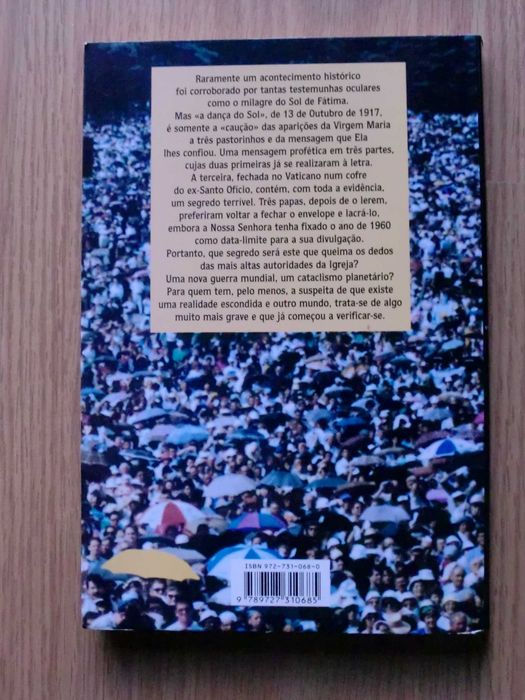 Raramente um acontecimento histórico
foi corroborado por tantas testemunhas oculares
como o milagre do Sol de Fátima.
Mas «a dança do Sol», de 13 de Outubro de 1917,
é somente a «caução» das aparições da Virgem Maria
a três pastorinhos e da mensagem que Ela
lhes confiou. Uma mensagem profética em três partes,
cujas duas primeiras já se realizaram à letra.
A terceira, fechada no Vaticano num cofre
do ex-Santo Ofício, contém, com toda a evidência,
um segredo terrível. Três papas, depois de o lerem,
preferiram voltar a fechar o envelope e lacrá-lo,
embora a Nossa Senhora tenha fixado o ano de 1960
como data-limite para a sua divulgação.
Portanto, que segredo será este que queima os dedos
das mais altas autoridades da Igreja?
Uma nova guerra mundial, um cataclismo planetário?
Para quem tem, pelo menos, a suspeita de que existe
uma realidade escondida e outro mundo, trata-se de algo
muito mais grave e que já começou a verificar-se.
ISBN 972-731-068-0
9 789727 310685